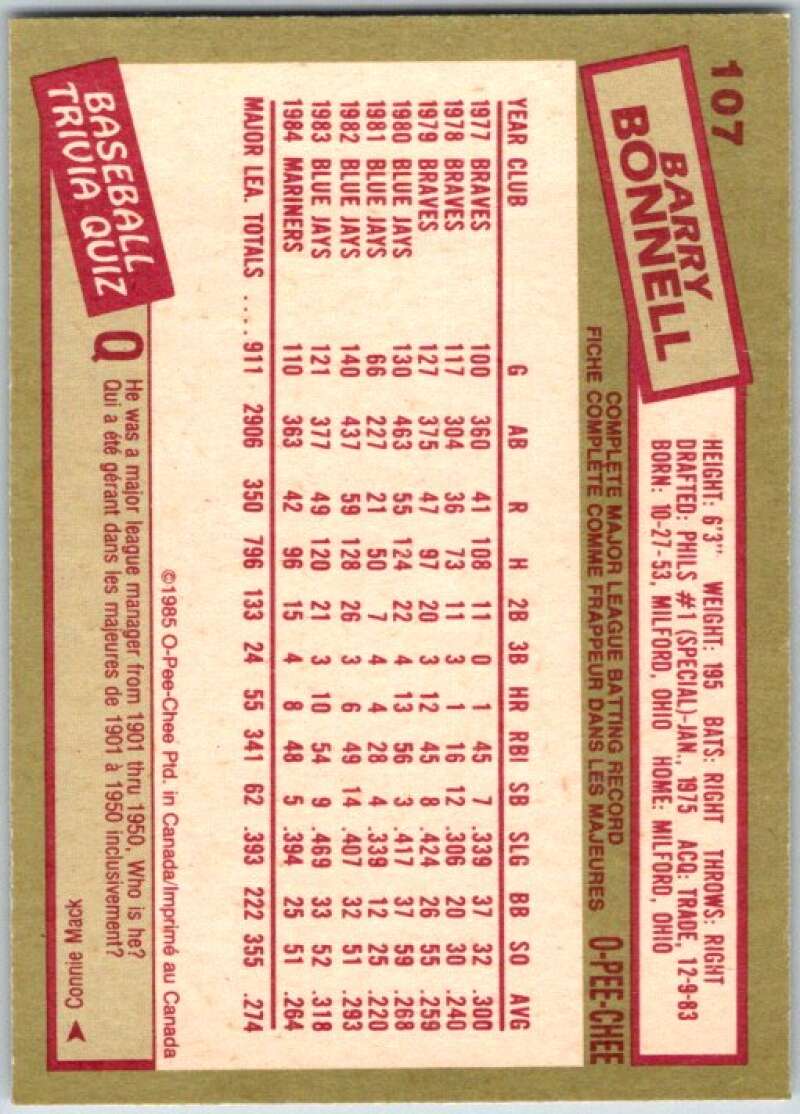 107
BARRY
BONNELL
HEIGHT: 6'3" WEIGHT: 195 BATS: RIGHT THROWS: RIGHT
DRAFTED: PHILS #1 (SPECIAL)-JAN., 1975 ACQ: TRADE, 12-9-83
BORN: 10-27-53, MILFORD, OHIO HOME: MILFORD, OHIO
COMPLETE MAJOR LEAGUE BATTING RECORD
FICHE COMPLÈTE COMME FRAPPEUR DANS LES MAJEURES
O-PEE-CHEE
YEAR CLUB G AB R H 2B 3B HR RBI SB SLG BB SO AVG
1977 BRAVES 100 360 41 108 11 0 1 45 7 .339 37 32 .300
1978 BRAVES 117 304 36 73 11 3 1 16 12 .306 20 30 .240
1979 BRAVES 127 375 47 97 20 3 12 45 8 .424 26 55 .259
1980 BLUE JAYS 130 463 55 124 22 4 13 56 3 .417 37 59 .268
1981 BLUE JAYS 66 227 21 50 7 4 4 28 4 .339 12 25 .220
1982 BLUE JAYS 140 437 59 128 26 3 6 49 14 .407 32 51 .293
1983 BLUE JAYS 121 377 49 120 21 3 10 54 9 .469 33 52 .318
1984 MARINERS 110 363 42 96 15 4 8 48 5 .394 25 51 .264
MAJOR LEA. TOTALS .... 911 2906 350 796 133 24 55 341 62 .393 222 355 .274
©1985 O-Pee-Chee Ptd. in Canada/Imprimé au Canada
BASEBALL
TRIVIA QUIZ
Q He was a major league manager from 1901 thru 1950. Who is he?
Qui a été gérant dans les majeures de 1901 à 1950 inclusivement?
Connie Mack